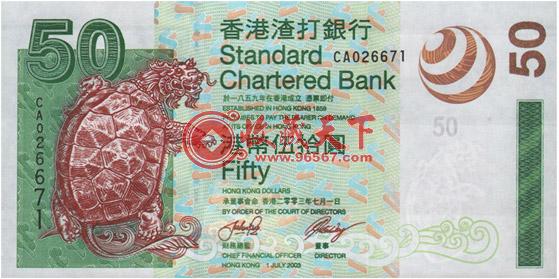 50
香港渣打銀行
Standard
Chartered Bank
CA026671
50
於一八五九年在香港成立 憑票即付
ESTABLISHED IN HONG KONG 1859
TO PAY THE BEARER ON DEMAND
HONG KONG
www.96567.com
港幣伍拾圓
Fifty
HONG KONG DOLLARS
承董事會命 香港二零零三年七月一日
BY ORDER OF THE COURT OF DIRECTORS
財務總監 董事
CHIEF FINANCIAL OFFICER DIRECTOR
HONG KONG 1 JULY 2003
CA026671
50